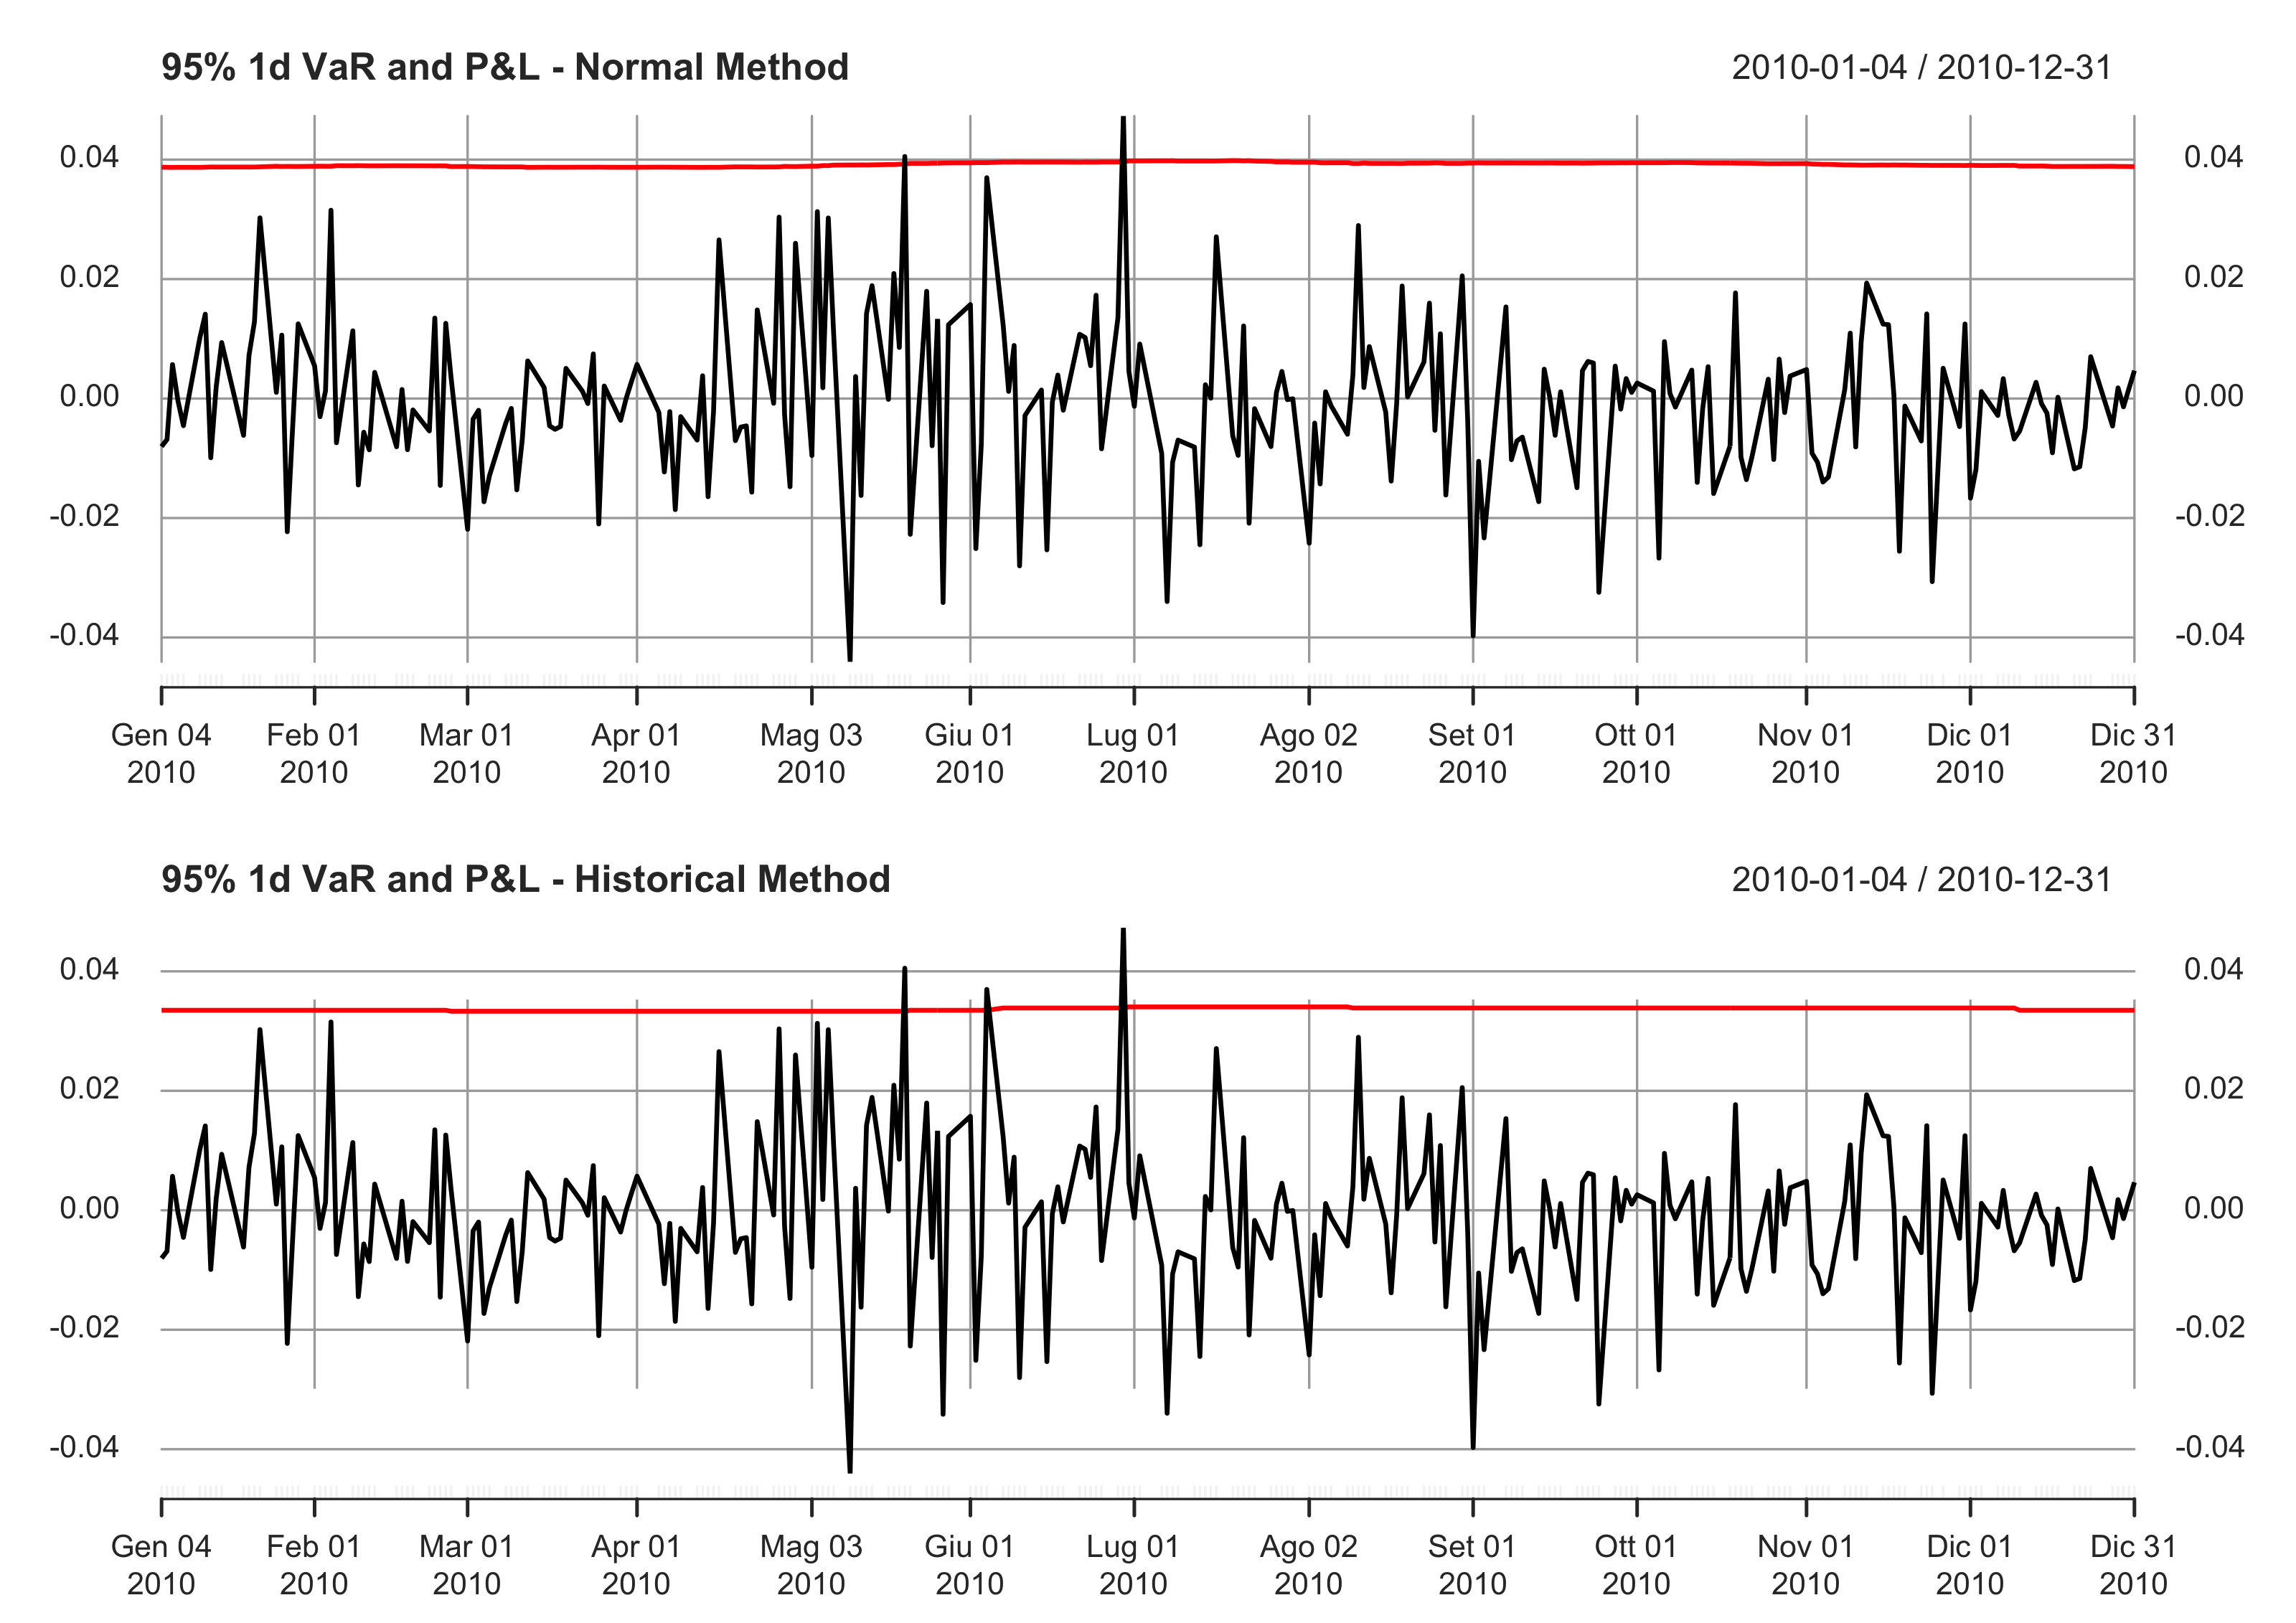 95% 1d VaR and P&L - Normal Method 2010-01-04 / 2010-12-31
0.04 0.04
0.02 0.02
0.00 0.00
-0.02 -0.02
-0.04 -0.04
Gen 04 Feb 01 Mar 01 Apr 01 Mag 03 Giu 01 Lug 01 Ago 02 Set 01 Ott 01 Nov 01 Dic 01 Dic 31
2010 2010 2010 2010 2010 2010 2010 2010 2010 2010 2010 2010 2010
95% 1d VaR and P&L - Historical Method 2010-01-04 / 2010-12-31
0.04 0.04
0.02 0.02
0.00 0.00
-0.02 -0.02
-0.04 -0.04
Gen 04 Feb 01 Mar 01 Apr 01 Mag 03 Giu 01 Lug 01 Ago 02 Set 01 Ott 01 Nov 01 Dic 01 Dic 31
2010 2010 2010 2010 2010 2010 2010 2010 2010 2010 2010 2010 2010